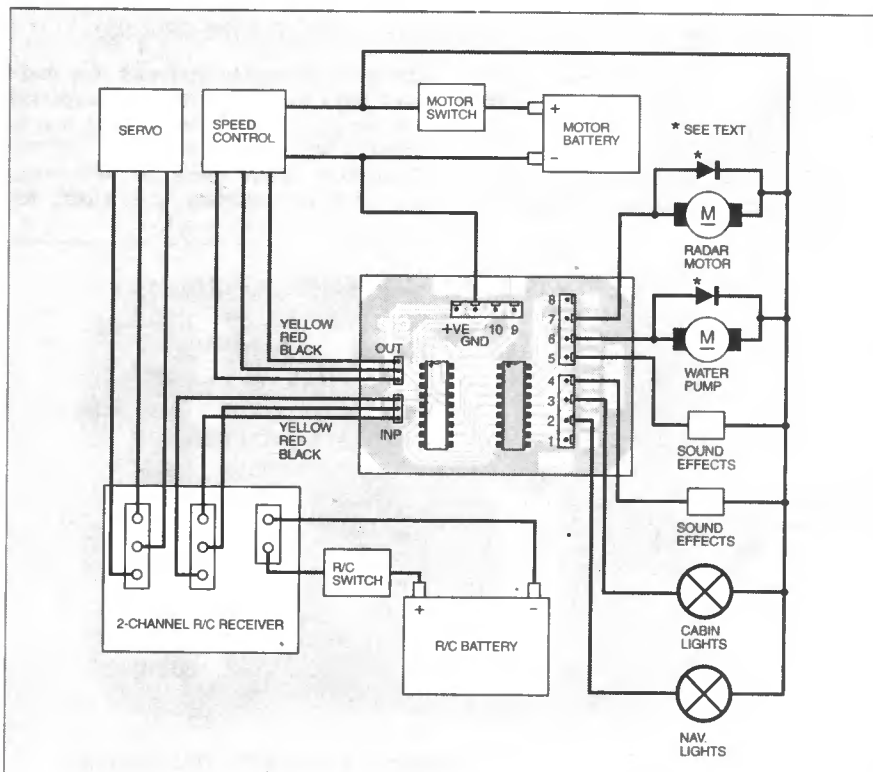 SERVO
SPEED
CONTROL
MOTOR
SWITCH
+
MOTOR
BATTERY
−
* SEE TEXT
*
M
RADAR
MOTOR
*
M
WATER
PUMP
+VE 10 9
GND
8
7
6
5
4
3
2
1
YELLOW
RED
BLACK
OUT
YELLOW
RED
BLACK
INP
SOUND
EFFECTS
SOUND
EFFECTS
R/C
SWITCH
+ −
R/C BATTERY
2-CHANNEL R/C RECEIVER
CABIN
LIGHTS
NAV.
LIGHTS